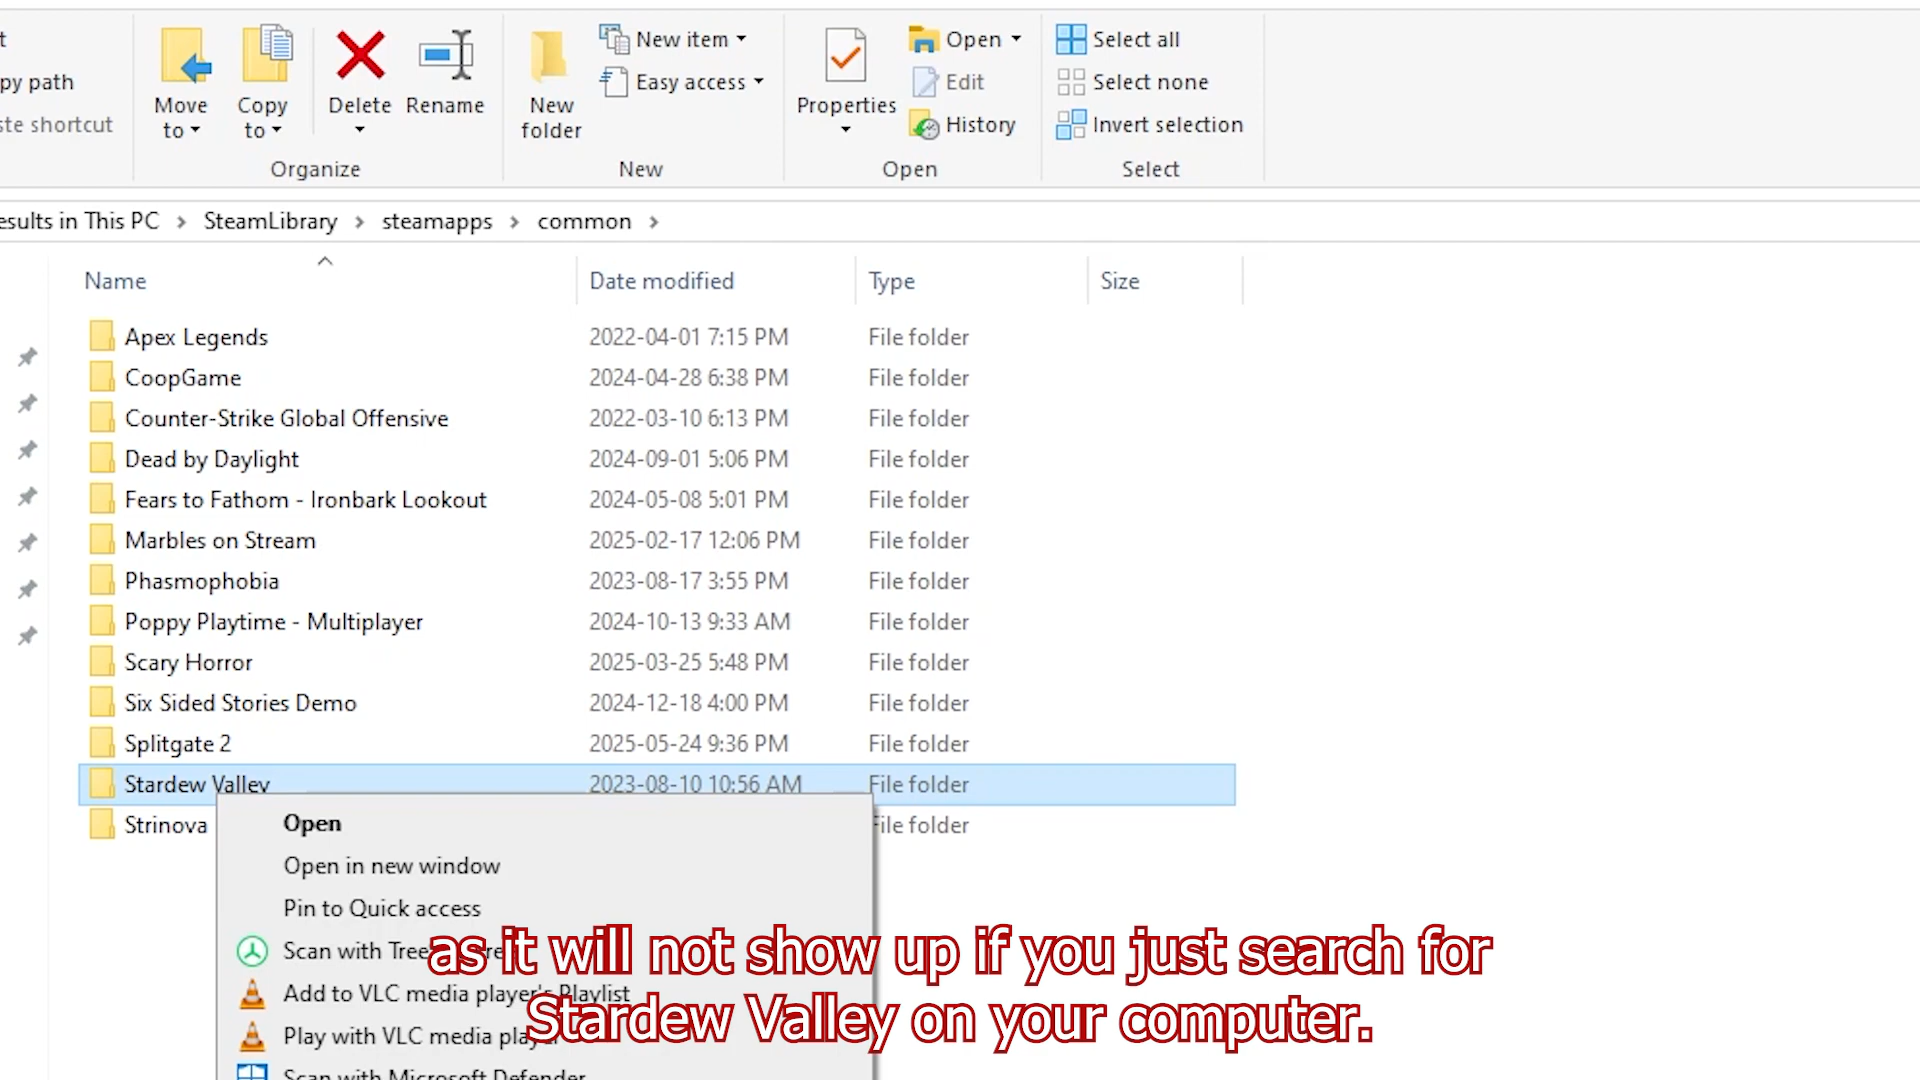 t
py path
ste shortcut
Move to
Copy to
Delete
Rename
Organize
New folder
New item
Easy access
New
Properties
Open
Edit
History
Open
Select all
Select none
Invert selection
Select
esults in This PC > SteamLibrary > steamapps > common >
Name Date modified Type Size
Apex Legends 2022-04-01 7:15 PM File folder
CoopGame 2024-04-28 6:38 PM File folder
Counter-Strike Global Offensive 2022-03-10 6:13 PM File folder
Dead by Daylight 2024-09-01 5:06 PM File folder
Fears to Fathom - Ironbark Lookout 2024-05-08 5:01 PM File folder
Marbles on Stream 2025-02-17 12:06 PM File folder
Phasmophobia 2023-08-17 3:55 PM File folder
Poppy Playtime - Multiplayer 2024-10-13 9:33 AM File folder
Scary Horror 2025-03-25 5:48 PM File folder
Six Sided Stories Demo 2024-12-18 4:00 PM File folder
Splitgate 2 2025-05-24 9:36 PM File folder
Stardew Valley 2023-08-10 10:56 AM File folder
Strinova File folder
Open
Open in new window
Pin to Quick access
Scan with
Add to VLC media player's Playlist
Play with VLC media player
Scan with Microsoft Defender
as it will not show up if you just search for
Stardew Valley on your computer.